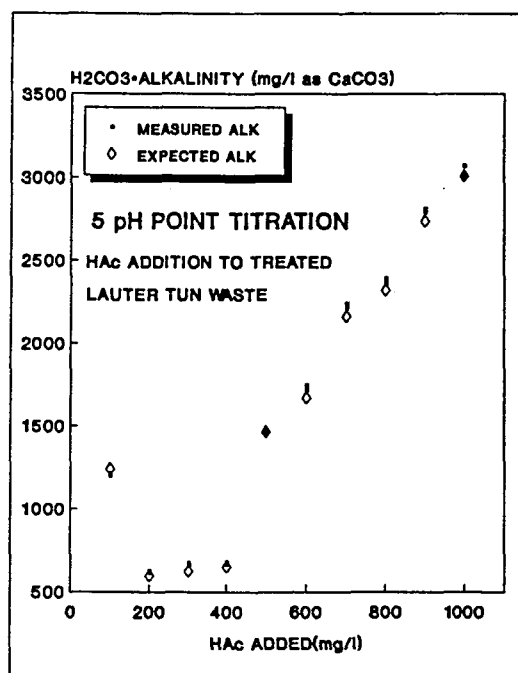 H2CO3•ALKALINITY (mg/l as CaCO3)
3500
MEASURED ALK
EXPECTED ALK
3000
5 pH POINT TITRATION
HAc ADDITION TO TREATED
2500
LAUTER TUN WASTE
2000
1500
1000
500
0 200 400 600 800 1000
HAc ADDED(mg/l)